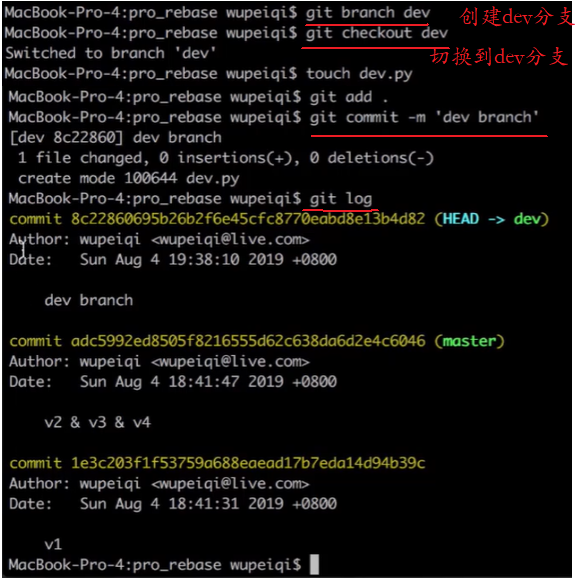 MacBook-Pro-4:pro_rebase wupeiqi$ git branch dev 创建dev分支
MacBook-Pro-4:pro_rebase wupeiqi$ git checkout dev
Switched to branch 'dev' 切换到dev分支
MacBook-Pro-4:pro_rebase wupeiqi$ touch dev.py
MacBook-Pro-4:pro_rebase wupeiqi$ git add .
MacBook-Pro-4:pro_rebase wupeiqi$ git commit -m 'dev branch'
[dev 8c22860] dev branch
1 file changed, 0 insertions(+), 0 deletions(-)
create mode 100644 dev.py
MacBook-Pro-4:pro_rebase wupeiqi$ git log
commit 8c22860695b26b2f6e45cfc8770eabd8e13b4d82 (HEAD -> dev)
Author: wupeiqi <wupeiqi@live.com>
Date: Sun Aug 4 19:38:10 2019 +0800
dev branch
commit adc5992ed8505f8216555d62c638da6d2e4c6046 (master)
Author: wupeiqi <wupeiqi@live.com>
Date: Sun Aug 4 18:41:47 2019 +0800
v2 & v3 & v4
commit 1e3c203f1f53759a688eaead17b7eda14d94b39c
Author: wupeiqi <wupeiqi@live.com>
Date: Sun Aug 4 18:41:31 2019 +0800
v1
MacBook-Pro-4:pro_rebase wupeiqi$